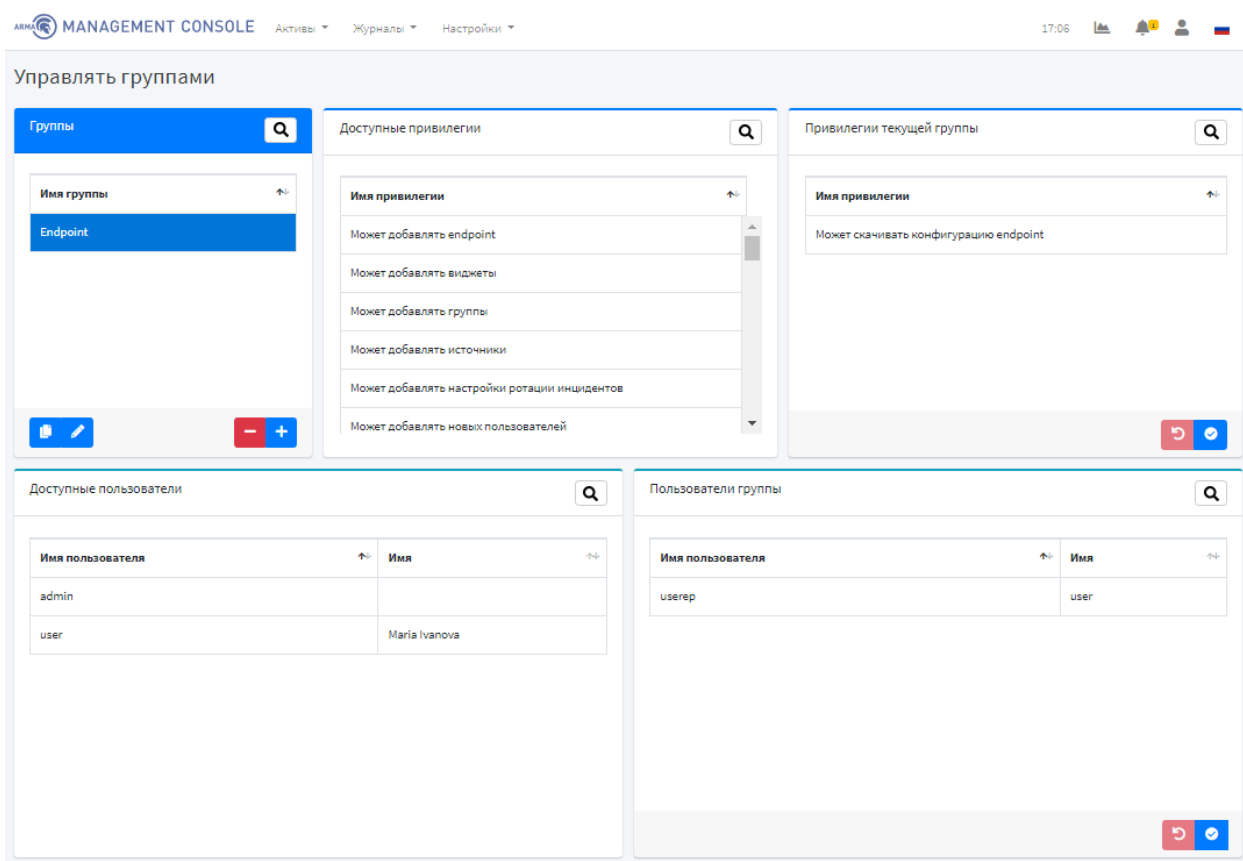 ARMA MANAGEMENT CONSOLE Активы Журналы Настройки 17:06 1
Управлять группами
Группы
Имя группы
Endpoint
Доступные привилегии
Имя привилегии
Может добавлять endpoint
Может добавлять виджеты
Может добавлять группы
Может добавлять источники
Может добавлять настройки ротации инцидентов
Может добавлять новых пользователей
Привилегии текущей группы
Имя привилегии
Может скачивать конфигурацию endpoint
Доступные пользователи
Имя пользователя Имя
admin
user Maria Ivanova
Пользователи группы
Имя пользователя Имя
userep user